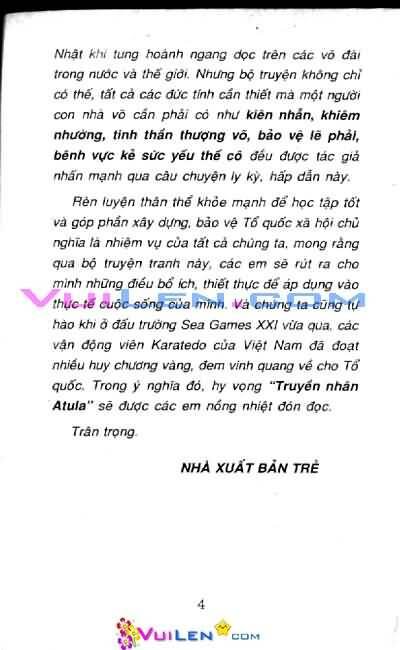 Nhật khi tung hoành ngang dọc trên các võ đài
trong nước và thế giới. Nhưng bộ truyện không chỉ
có thế, tất cả các đức tính cần thiết mà một người
con nhà võ cần phải có như kiên nhẫn, khiêm
nhường, tinh thần thượng võ, bảo vệ lẽ phải,
bênh vực kẻ sức yếu thế cô đều được tác giả
nhấn mạnh qua câu chuyện ly kỳ, hấp dẫn này.
Rèn luyện thân thể khỏe mạnh để học tập tốt
và góp phần xây dựng, bảo vệ Tổ quốc xã hội chủ
nghĩa là nhiệm vụ của tất cả chúng ta, mong rằng
qua bộ truyện tranh này, các em sẽ rút ra cho
mình những điều bổ ích, thiết thực để áp dụng vào
thực tế cuộc sống của mình. Và chúng ta cũng tự
hào khi ở đấu trường Sea Games XXI vừa qua, các
vận động viên Karatedo của Việt Nam đã đoạt
nhiều huy chương vàng, đem vinh quang về cho Tổ
quốc. Trong ý nghĩa đó, hy vọng “Truyền nhân
Atula” sẽ được các em nồng nhiệt đón đọc.
Trân trọng.
NHÀ XUẤT BẢN TRẺ
VUILEN.COM
4
VUILEN.COM